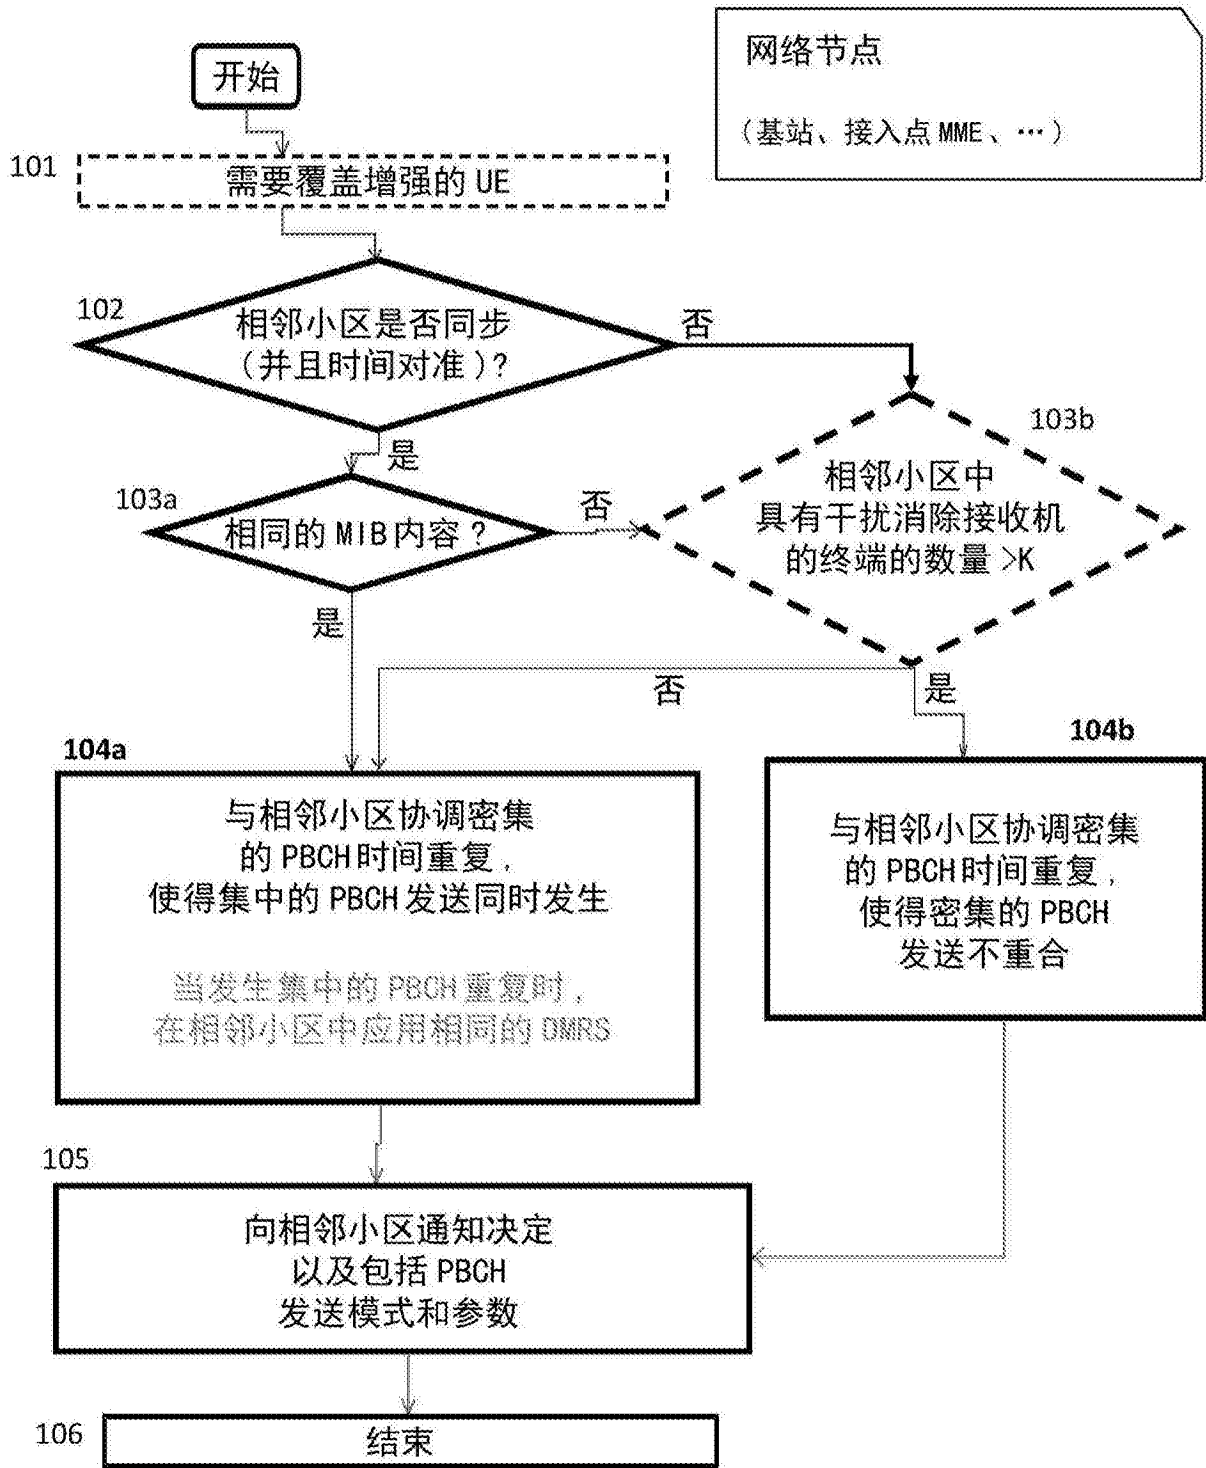 网络节点
（基站、接入点 MME、…）
开始
101
需要覆盖增强的 UE
102
相邻小区是否同步
（并且时间对准）?
否
是
103b
相邻小区中
具有干扰消除接收机
的终端的数量 >K
103a
相同的 MIB 内容？
否
是
否
是
104a
与相邻小区协调密集
的 PBCH 时间重复，
使得集中的 PBCH 发送同时发生
当发生集中的 PBCH 重复时，
在相邻小区中应用相同的 DMRS
104b
与相邻小区协调密集
的 PBCH 时间重复，
使得密集的 PBCH
发送不重合
105
向相邻小区通知决定
以及包括 PBCH
发送模式和参数
106
结束